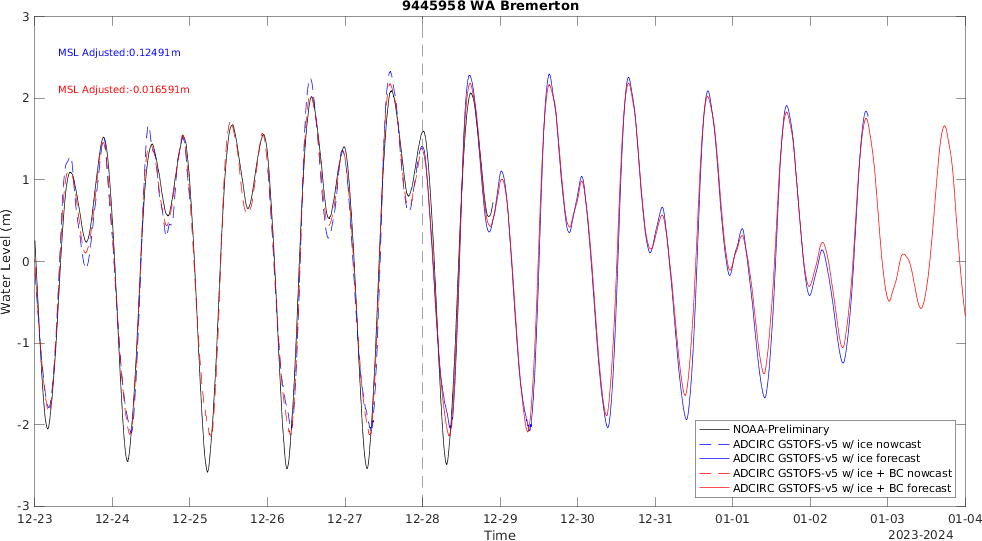 9445958 WA Bremerton
MSL Adjusted:0.12491m
MSL Adjusted:-0.016591m
Water Level (m)
3
2
1
0
-1
-2
-3
NOAA-Preliminary
ADCIRC GSTOFS-v5 w/ ice nowcast
ADCIRC GSTOFS-v5 w/ ice forecast
ADCIRC GSTOFS-v5 w/ ice + BC nowcast
ADCIRC GSTOFS-v5 w/ ice + BC forecast
12-23 12-24 12-25 12-26 12-27 12-28 12-29 12-30 12-31 01-01 01-02 01-03 01-04
Time
2023-2024